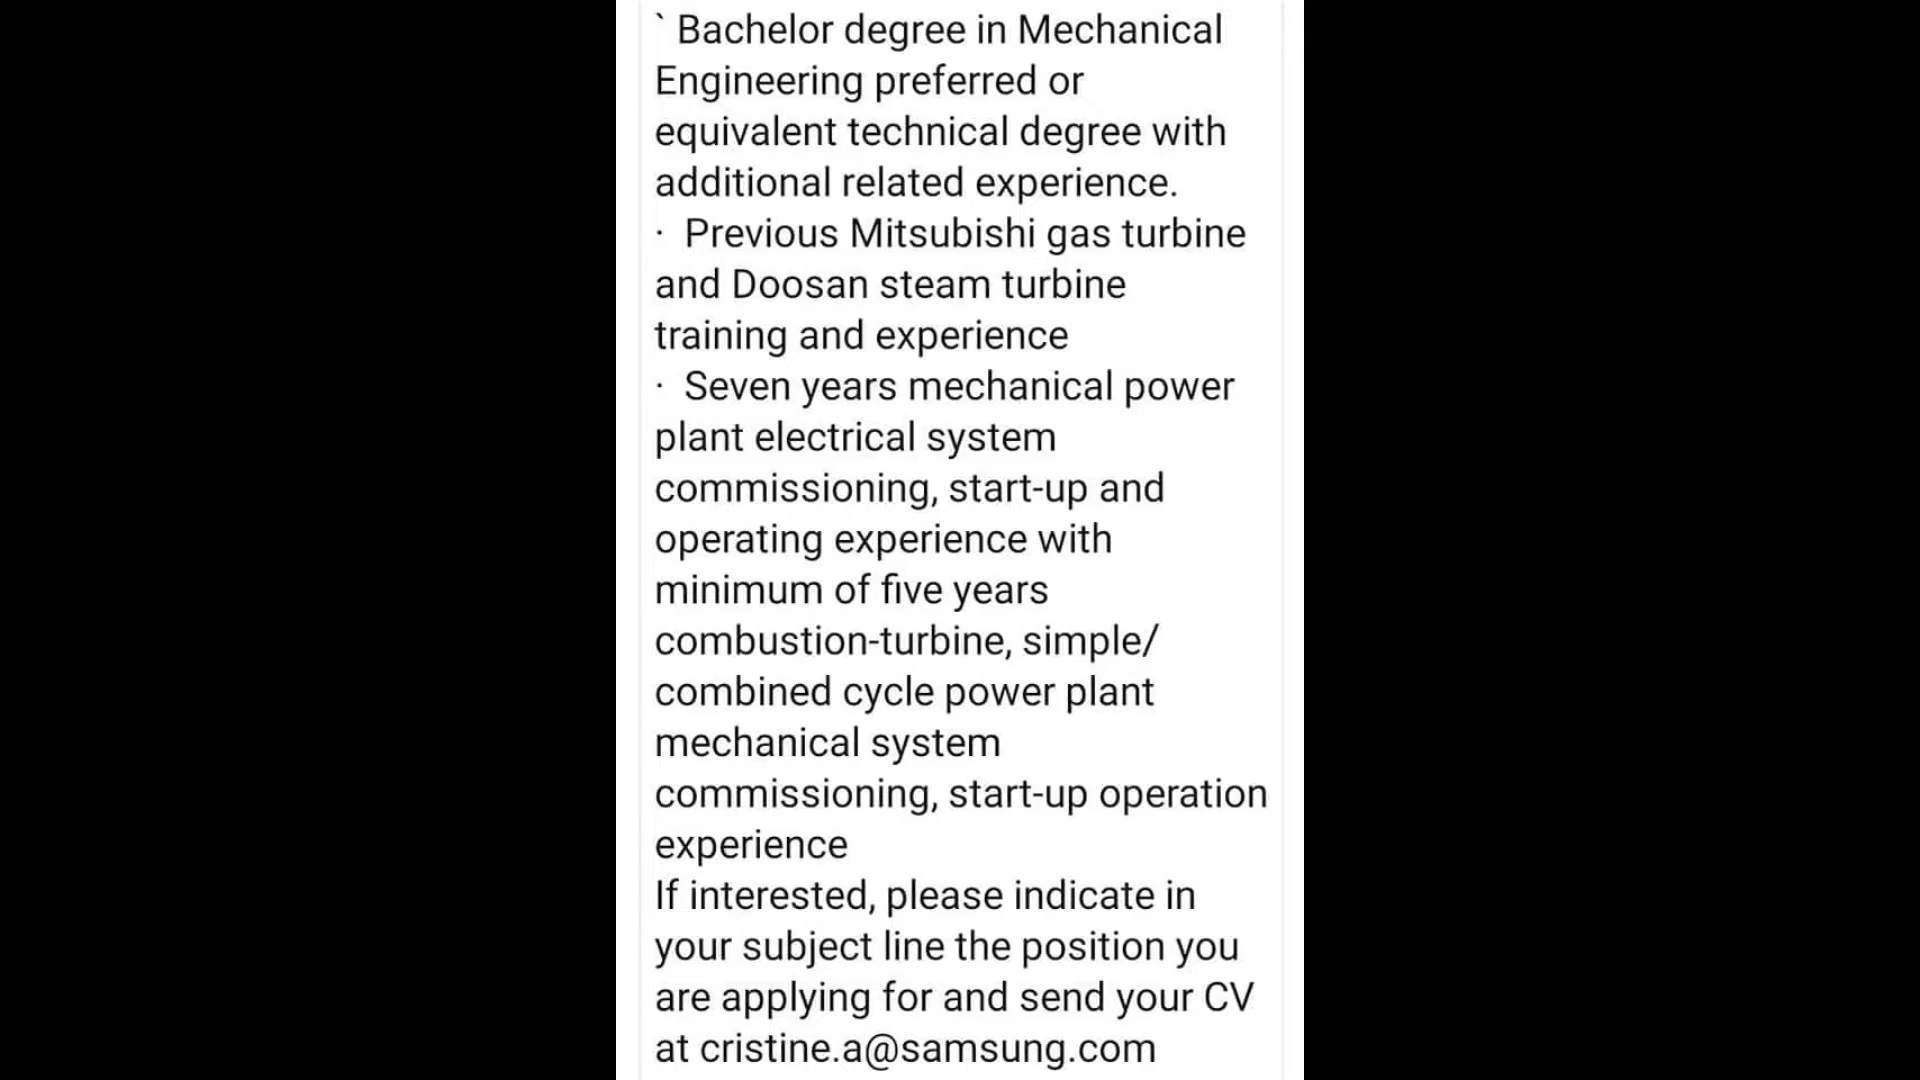 ` Bachelor degree in Mechanical
Engineering preferred or
equivalent technical degree with
additional related experience.
· Previous Mitsubishi gas turbine
and Doosan steam turbine
training and experience
· Seven years mechanical power
plant electrical system
commissioning, start-up and
operating experience with
minimum of five years
combustion-turbine, simple/
combined cycle power plant
mechanical system
commissioning, start-up operation
experience
If interested, please indicate in
your subject line the position you
are applying for and send your CV
at cristine.a@samsung.com